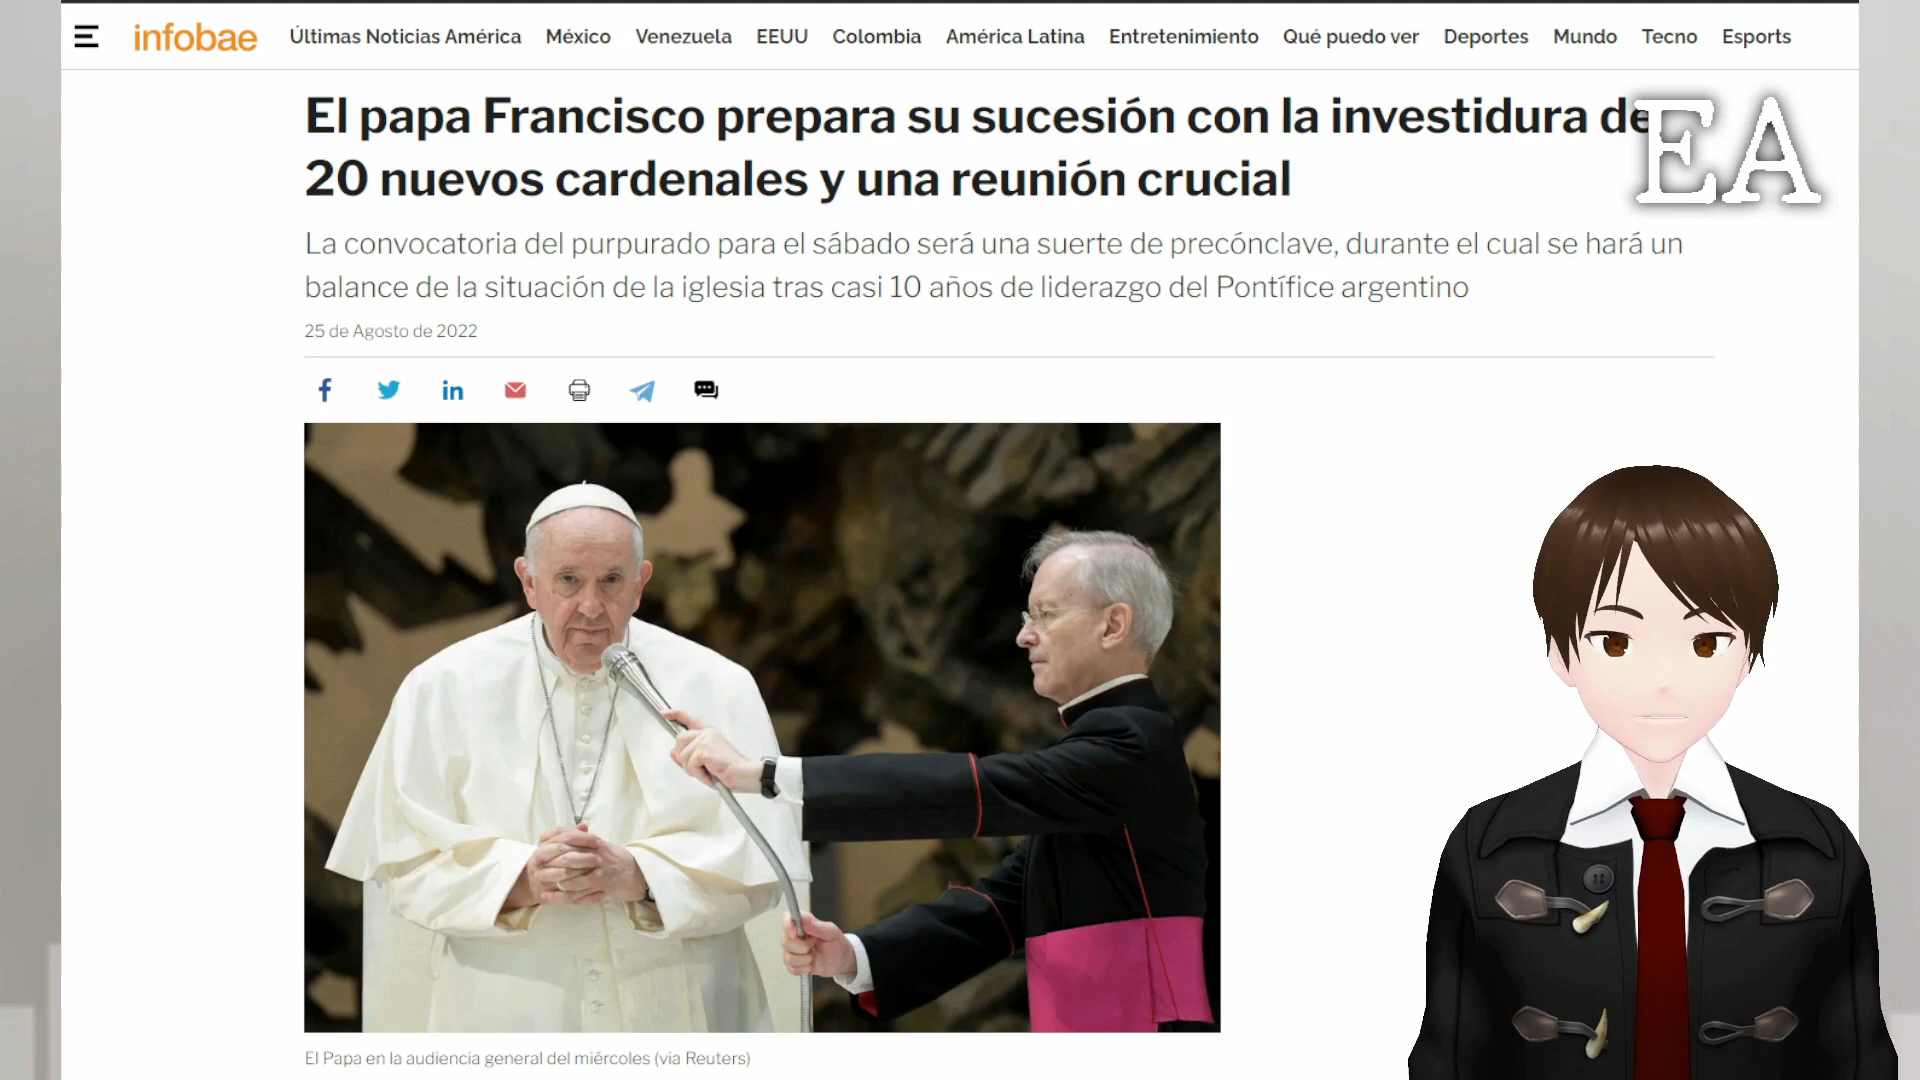 infobae Últimas Noticias América México Venezuela EEUU Colombia América Latina Entretenimiento Qué puedo ver Deportes Mundo Tecno Esports
El papa Francisco prepara su sucesión con la investidura de
20 nuevos cardenales y una reunión crucial
EA
La convocatoria del purpurado para el sábado será una suerte de precónclave, durante el cual se hará un
balance de la situación de la iglesia tras casi 10 años de liderazgo del Pontífice argentino
25 de Agosto de 2022
El Papa en la audiencia general del miércoles (via Reuters)